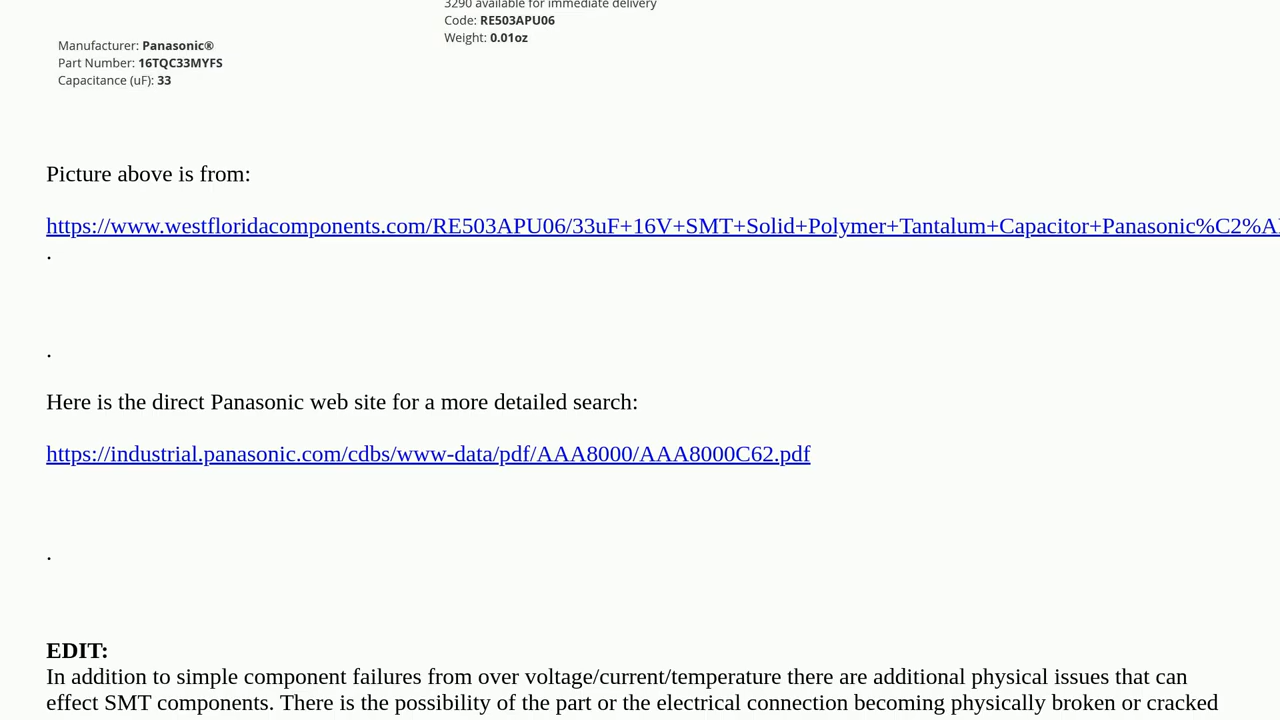 3290 available for immediate delivery
Code: RE503APU06
Weight: 0.01oz
Manufacturer: Panasonic®
Part Number: 16TQC33MYFS
Capacitance (uF): 33
Picture above is from:
https://www.westfloridacomponents.com/RE503APU06/33uF+16V+SMT+Solid+Polymer+Tantalum+Capacitor+Panasonic%C2%A
.
.
Here is the direct Panasonic web site for a more detailed search:
https://industrial.panasonic.com/cdbs/www-data/pdf/AAA8000/AAA8000C62.pdf
.
EDIT:
In addition to simple component failures from over voltage/current/temperature there are additional physical issues that can
effect SMT components. There is the possibility of the part or the electrical connection becoming physically broken or cracked